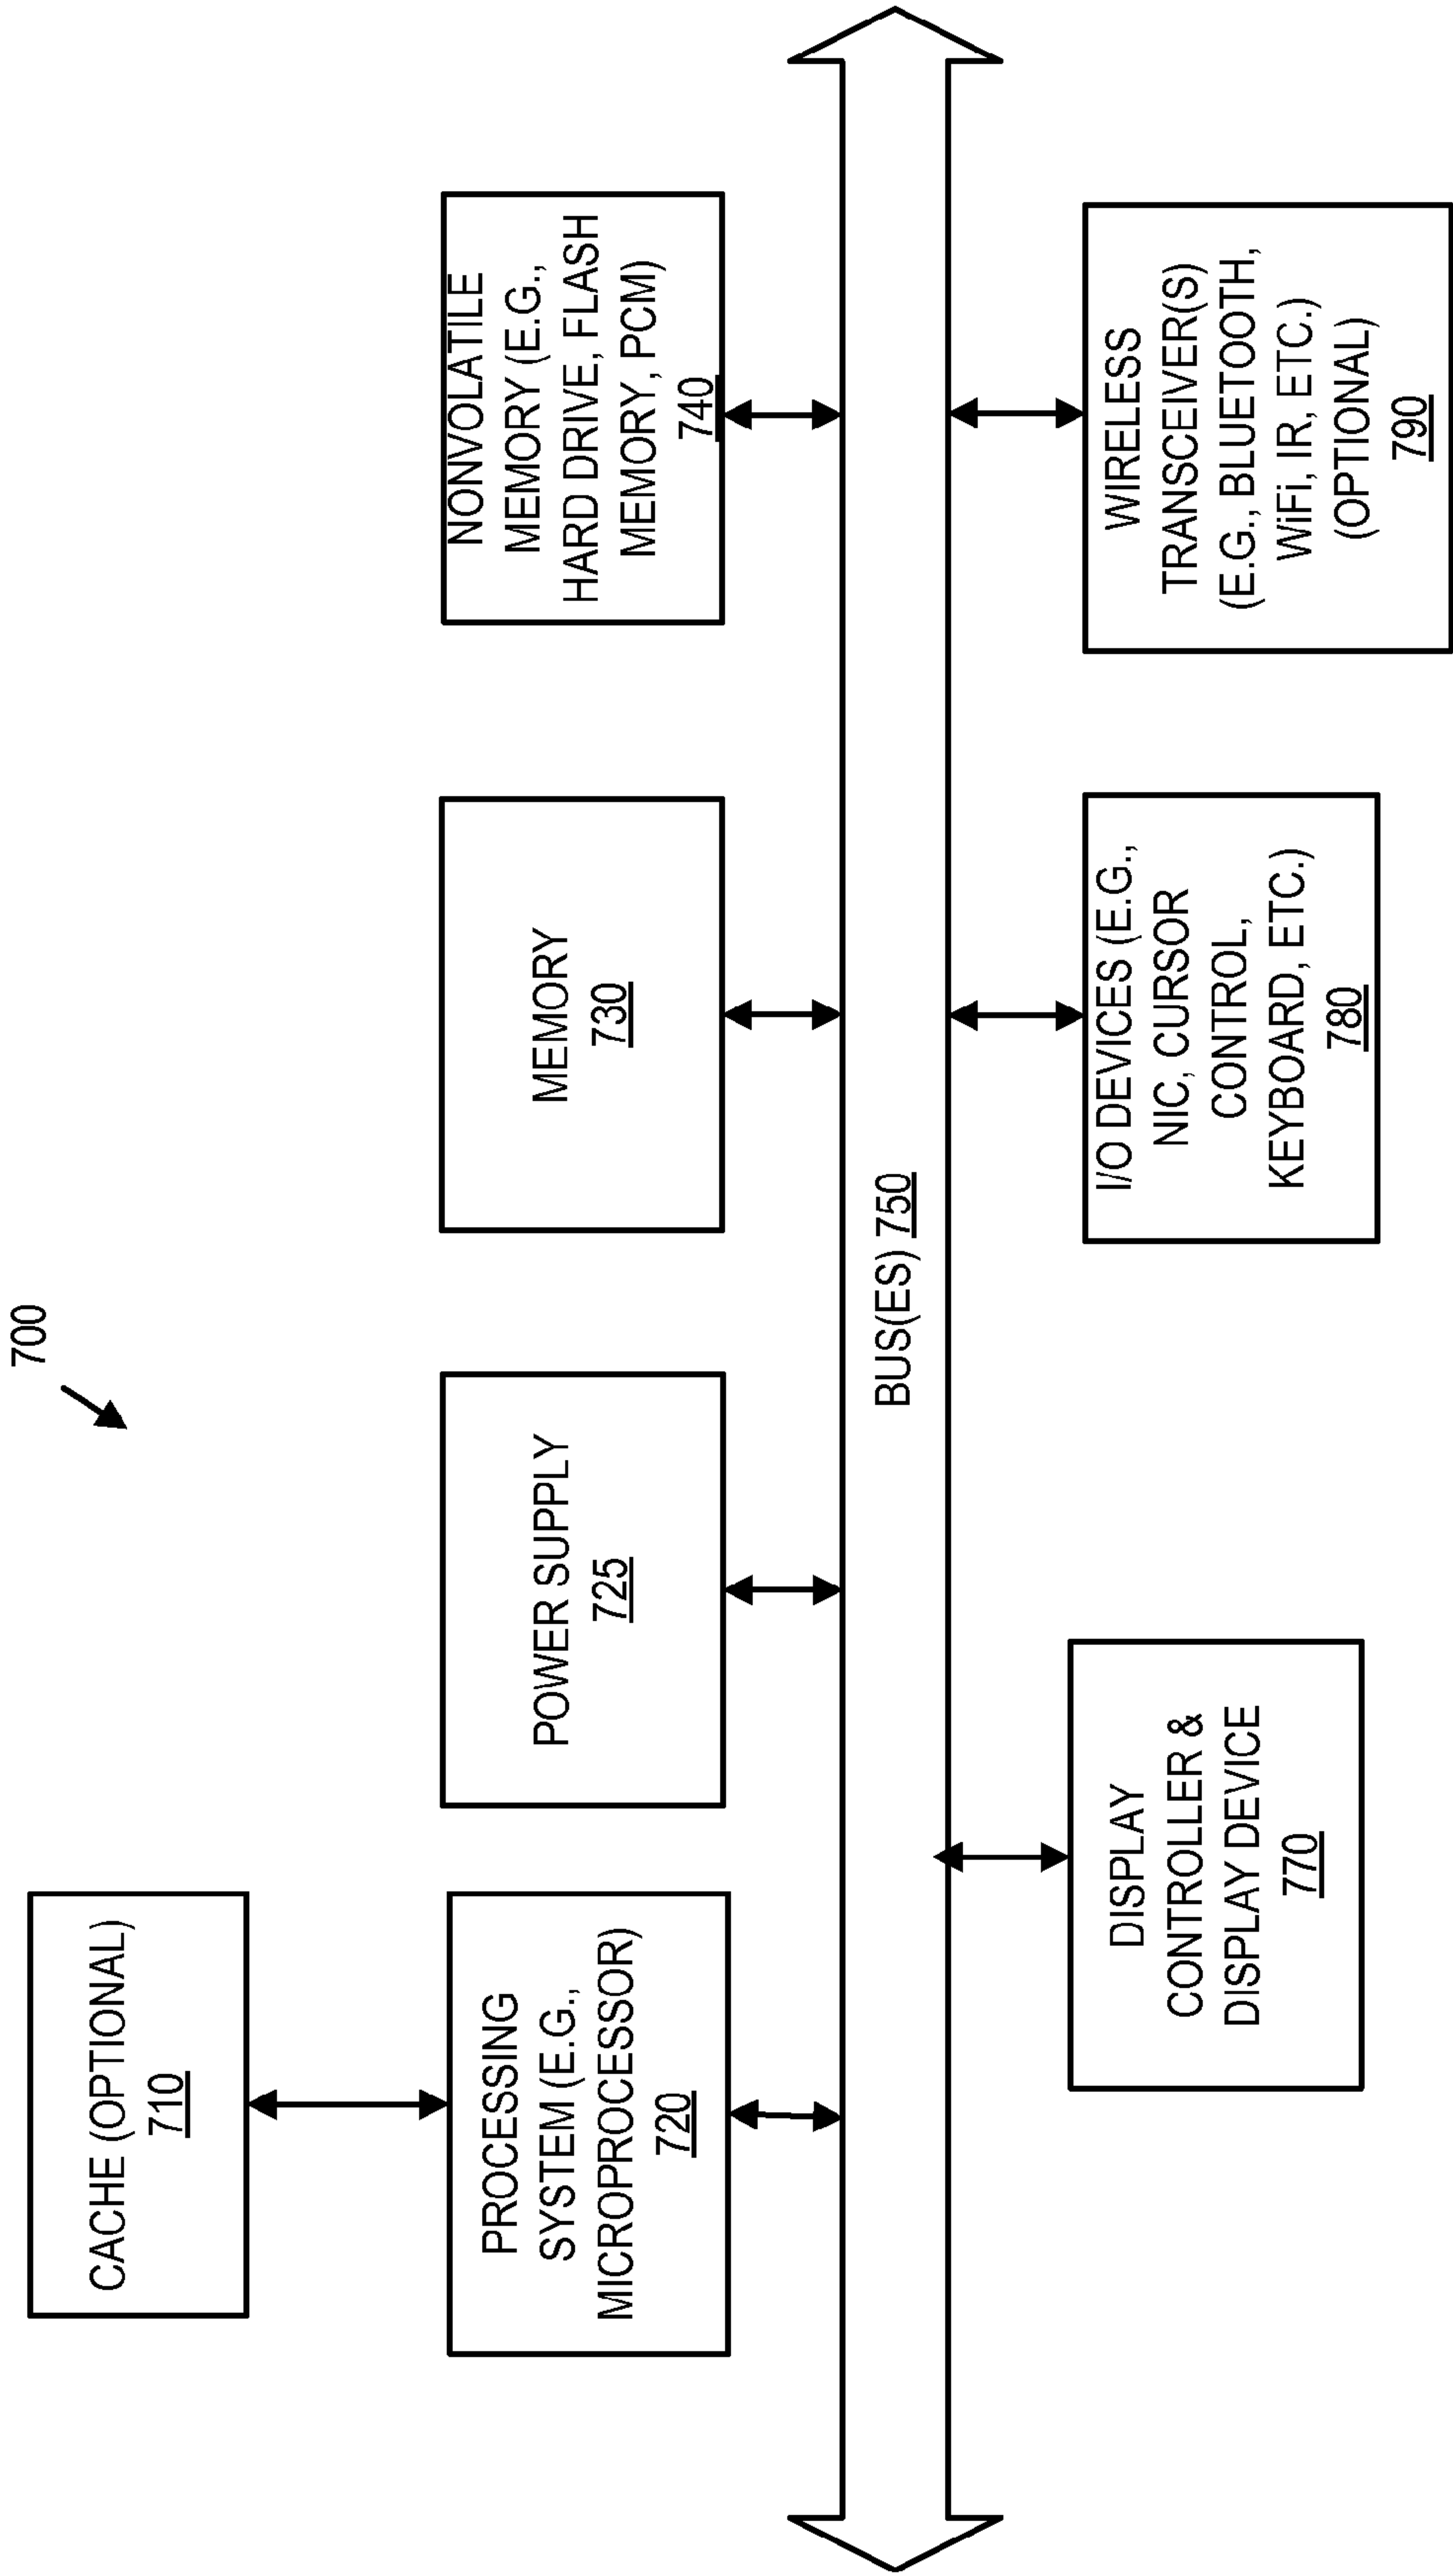 700
CACHE (OPTIONAL)
710
PROCESSING
SYSTEM (E.G.,
MICROPROCESSOR)
720
POWER SUPPLY
725
MEMORY
730
NONVOLATILE
MEMORY (E.G.,
HARD DRIVE, FLASH
MEMORY, PCM)
740
BUS(ES) 750
DISPLAY
CONTROLLER &
DISPLAY DEVICE
770
I/O DEVICES (E.G.,
NIC, CURSOR
CONTROL,
KEYBOARD, ETC.)
780
WIRELESS
TRANSCEIVER(S)
(E.G., BLUETOOTH,
WiFi, IR, ETC.)
(OPTIONAL)
790